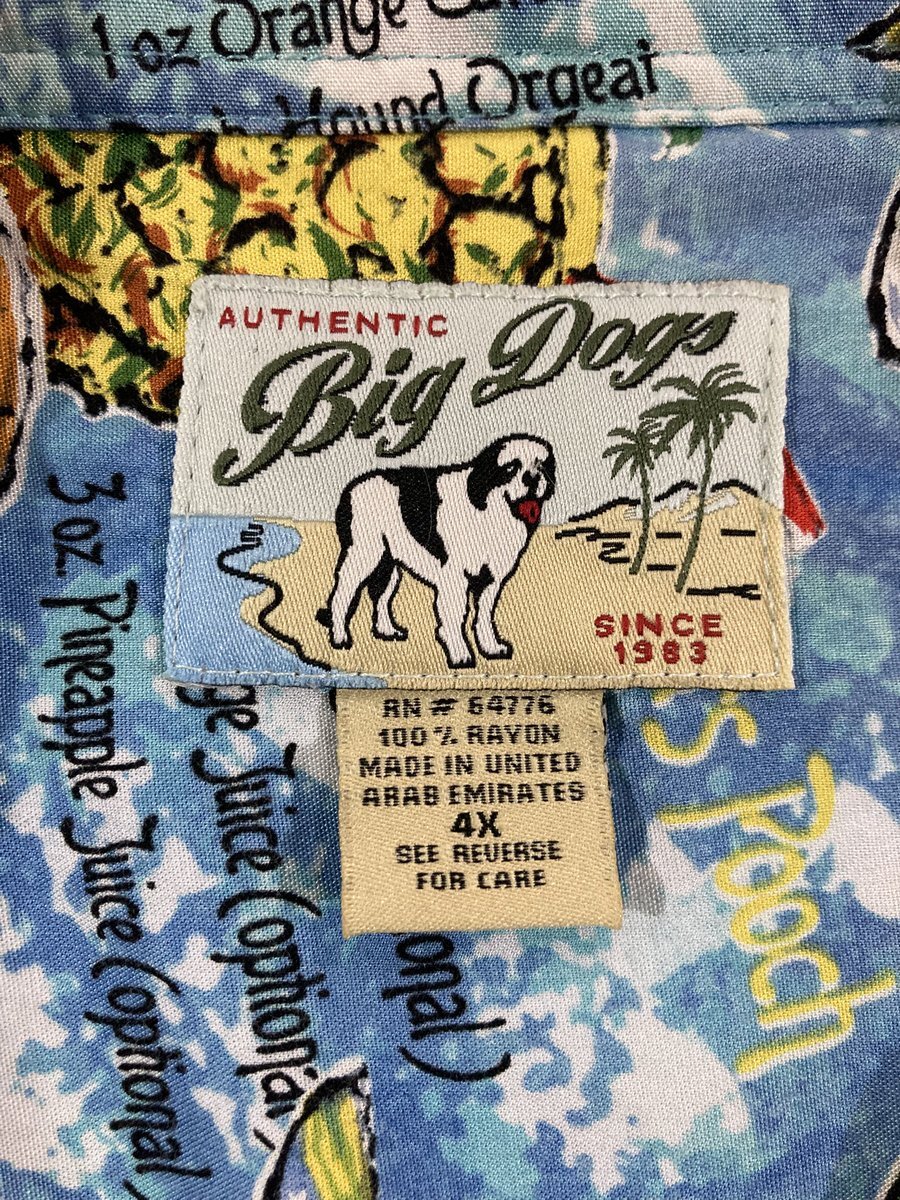 1 oz Orange
Hound Orgeat
AUTHENTIC
Big Dogs
SINCE
1983
RN # 64776
100% RAYON
MADE IN UNITED
ARAB EMIRATES
4X
SEE REVERSE
FOR CARE
3 oz. Pineapple Juice (optional)
Juice (optional)
Pooch